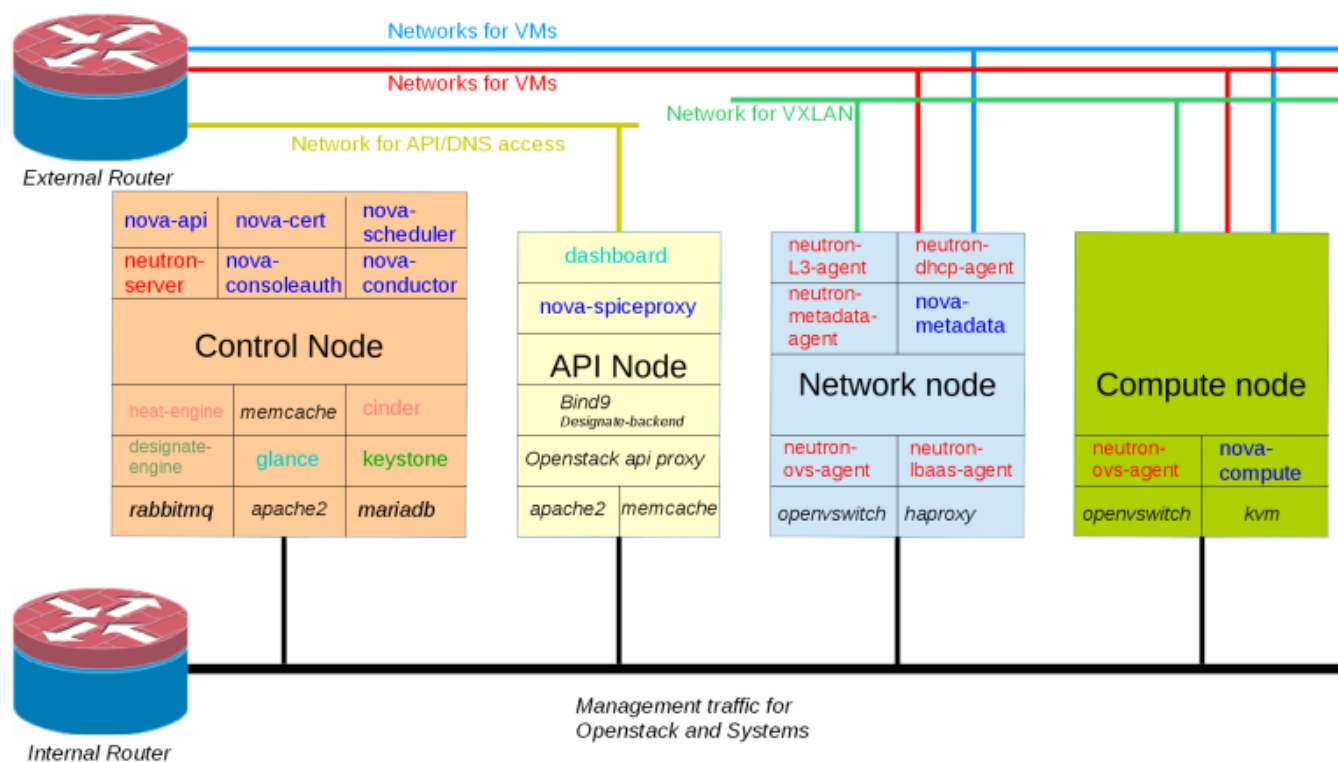 Networks for VMs
Networks for VMs
Network for VXLAN
Network for API/DNS access
External Router
nova-api
nova-cert
nova-
scheduler
neutron-
server
nova-
consoleauth
nova-
conductor
Control Node
heat-engine
memcache
cinder
designate-
engine
glance
keystone
rabbitmq
apache2
mariadb
dashboard
nova-spiceproxy
API Node
Bind9
Designate-backend
Openstack api proxy
apache2
memcache
neutron-
L3-agent
neutron-
dhcp-agent
neutron-
metadata-
agent
nova-
metadata
Network node
neutron-
ovs-agent
neutron-
lbaas-agent
openvswitch
haproxy
Compute node
neutron-
ovs-agent
nova-
compute
openvswitch
kvm
Internal Router
Management traffic for
Openstack and Systems